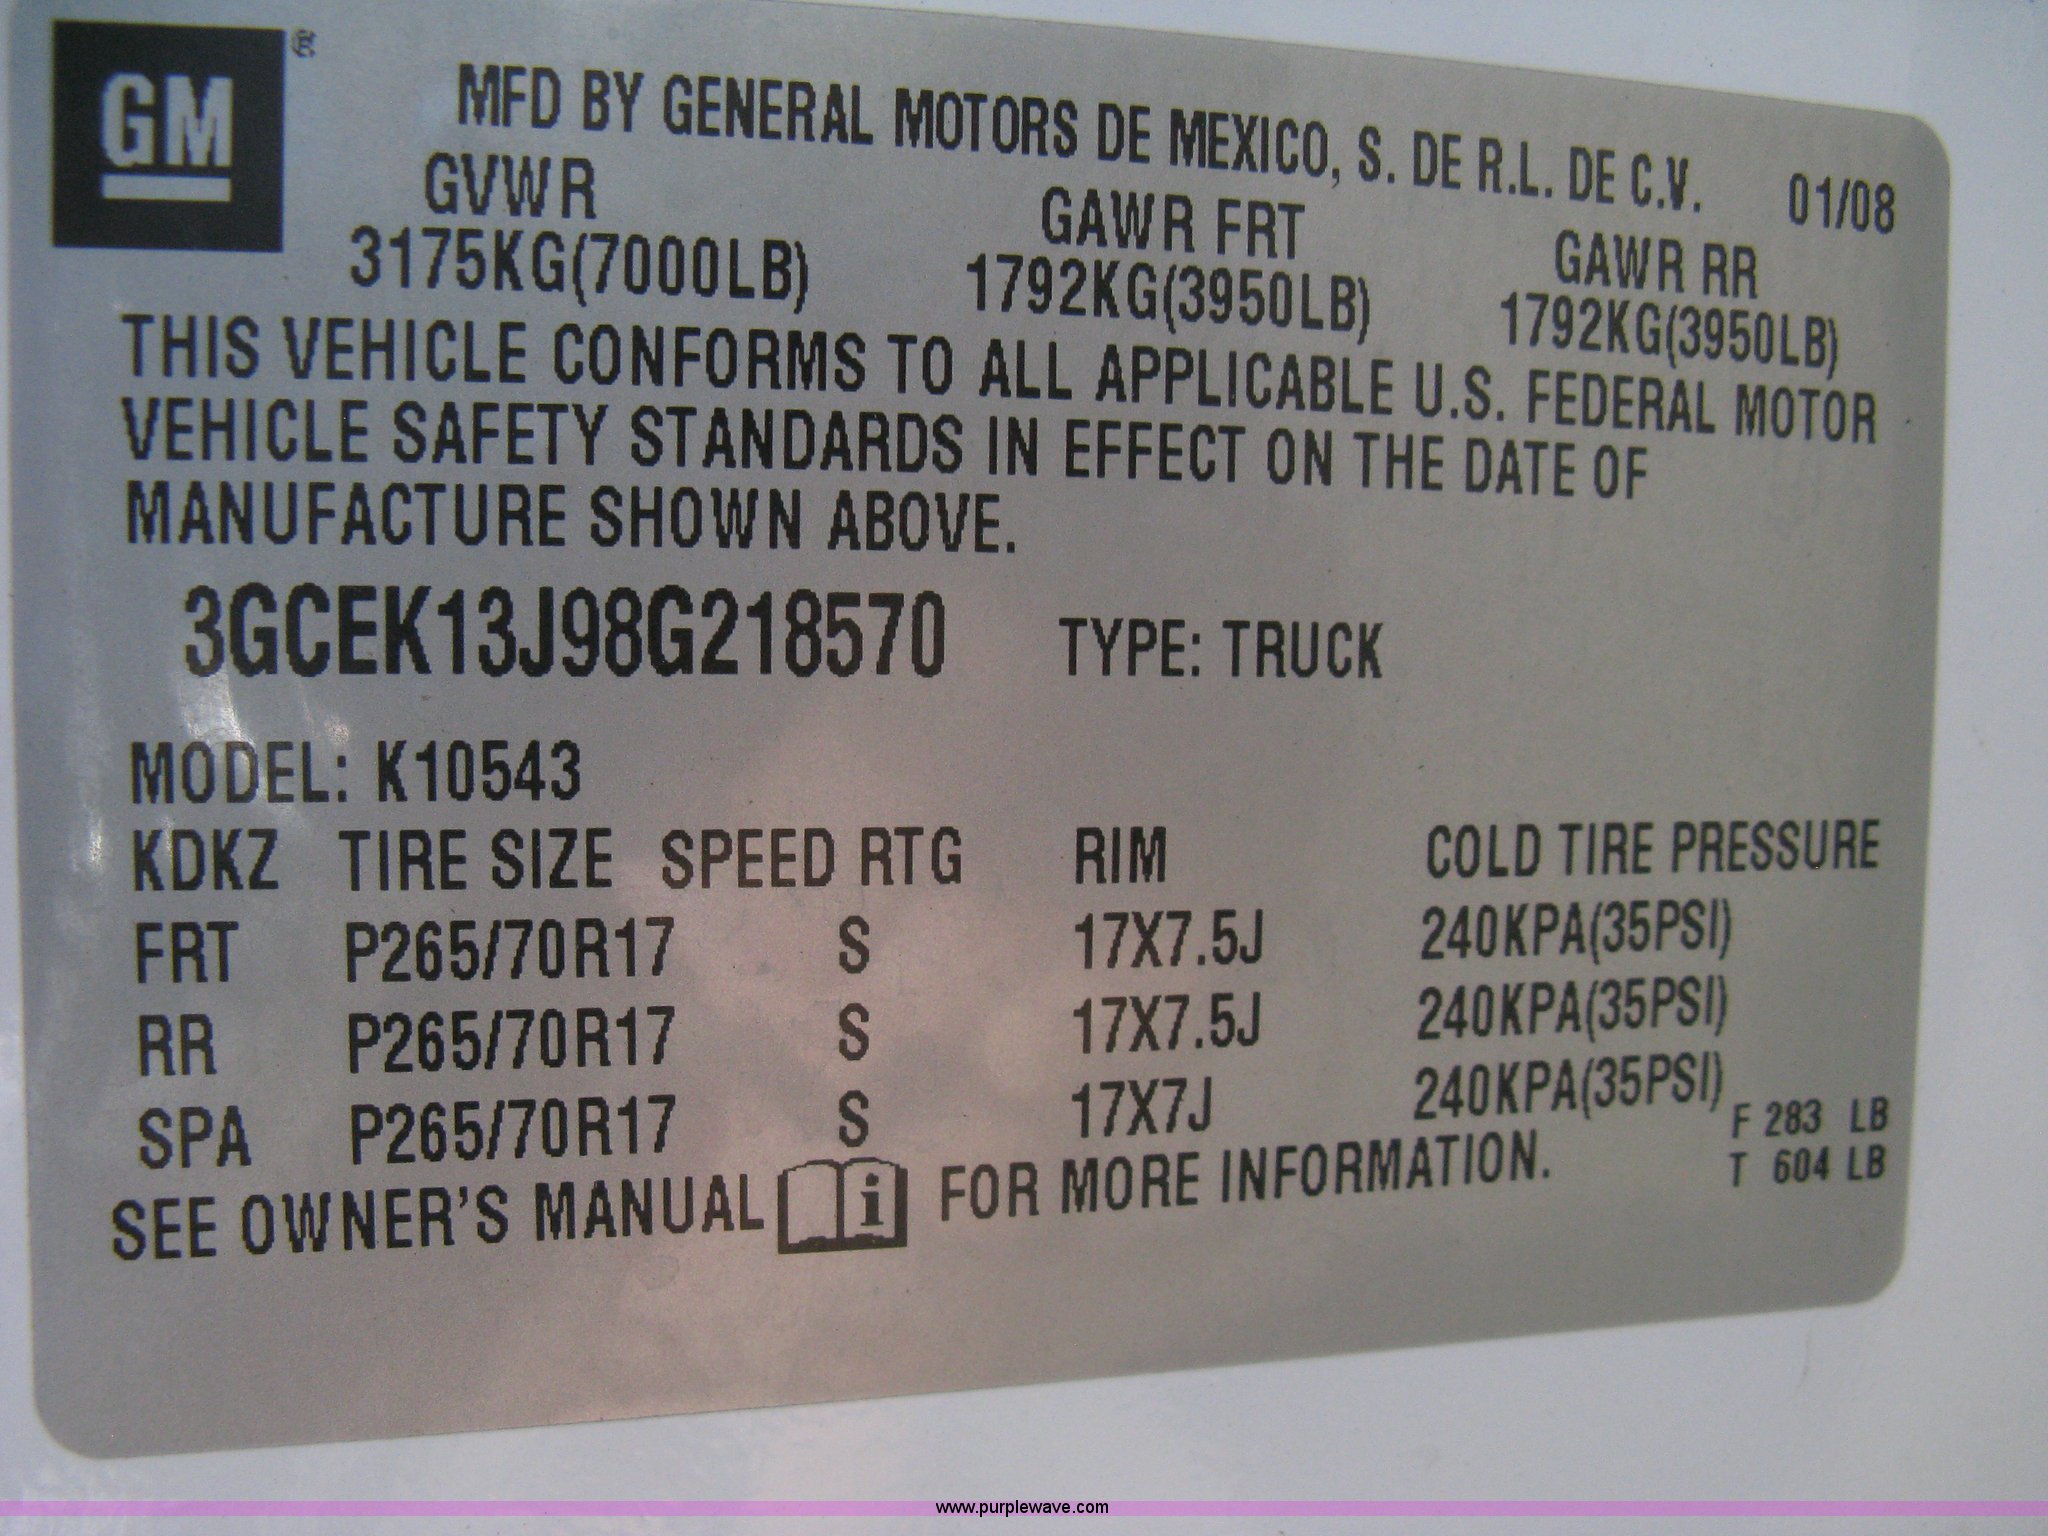 GM ®
MFD BY GENERAL MOTORS DE MEXICO, S. DE R.L. DE C.V. 01/08
GVWR GAWR FRT GAWR RR
3175KG(7000LB) 1792KG(3950LB) 1792KG(3950LB)
THIS VEHICLE CONFORMS TO ALL APPLICABLE U.S. FEDERAL MOTOR
VEHICLE SAFETY STANDARDS IN EFFECT ON THE DATE OF
MANUFACTURE SHOWN ABOVE.
3GCEK13J98G218570 TYPE: TRUCK
MODEL: K10543
KDKZ TIRE SIZE SPEED RTG RIM COLD TIRE PRESSURE
FRT P265/70R17 S 17X7.5J 240KPA(35PSI)
RR P265/70R17 S 17X7.5J 240KPA(35PSI)
SPA P265/70R17 S 17X7J 240KPA(35PSI)
F 283 LB
T 604 LB
SEE OWNER'S MANUAL i FOR MORE INFORMATION.
www.purplewave.com